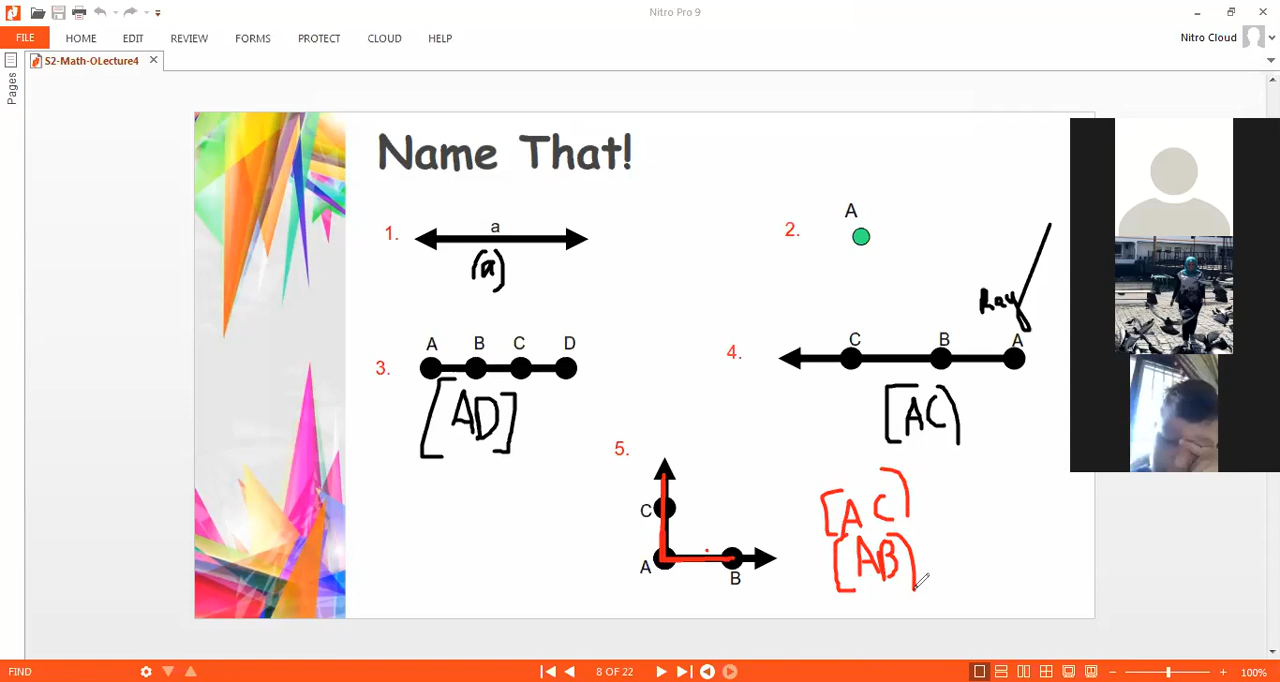 Nitro Pro 9
FILE HOME EDIT REVIEW FORMS PROTECT CLOUD HELP
Nitro Cloud
S2-Math-OLecture4
Pages
Name That!
1.
a
(a)
2.
A
3.
A B C D
[AD]
4.
Ray
C B A
[AC)
5.
C
A
B
[AC)
[AB)
FIND
8 OF 22
100%